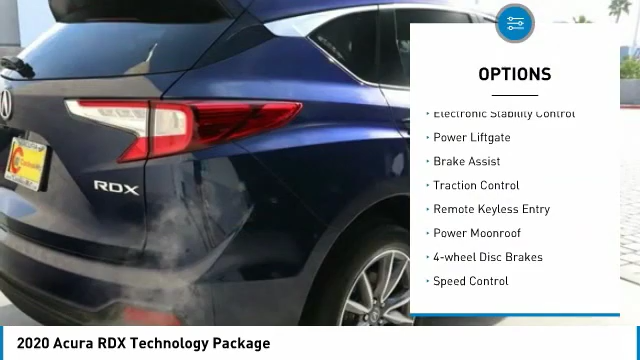 OPTIONS
• Electronic Stability Control
• Power Liftgate
• Brake Assist
• Traction Control
• Remote Keyless Entry
• Power Moonroof
• 4-wheel Disc Brakes
• Speed Control
RDX
2020 Acura RDX Technology Package